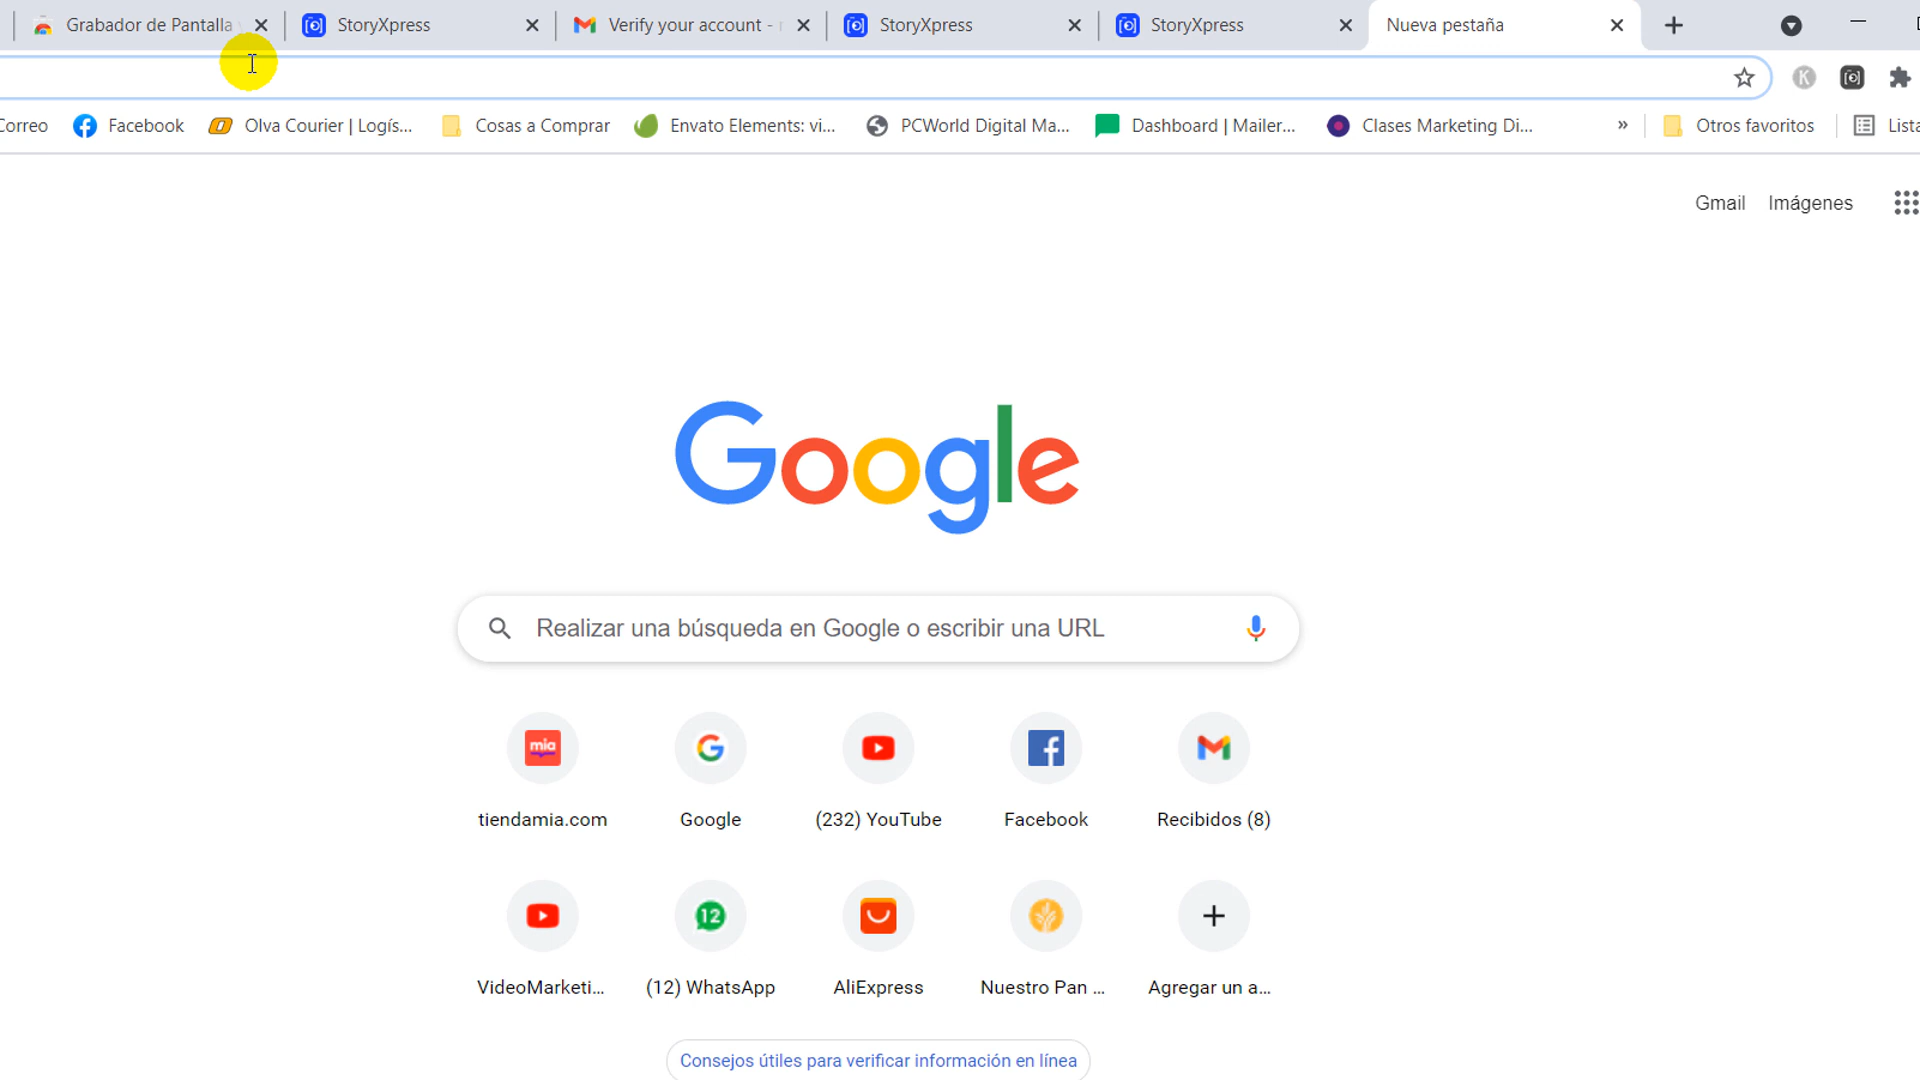 Grabador de Pantalla
StoryXpress
Verify your account -
StoryXpress
StoryXpress
Nueva pestaña
K
Correo
Facebook
Olva Courier | Logís...
Cosas a Comprar
Envato Elements: vi...
PCWorld Digital Ma...
Dashboard | Mailer...
Clases Marketing Di...
»
Otros favoritos
Lista
Gmail
Imágenes
Google
Realizar una búsqueda en Google o escribir una URL
mia
tiendamia.com
Google
(232) YouTube
Facebook
Recibidos (8)
12
VideoMarketi...
(12) WhatsApp
AliExpress
Nuestro Pan ...
Agregar un a...
Consejos útiles para verificar información en línea